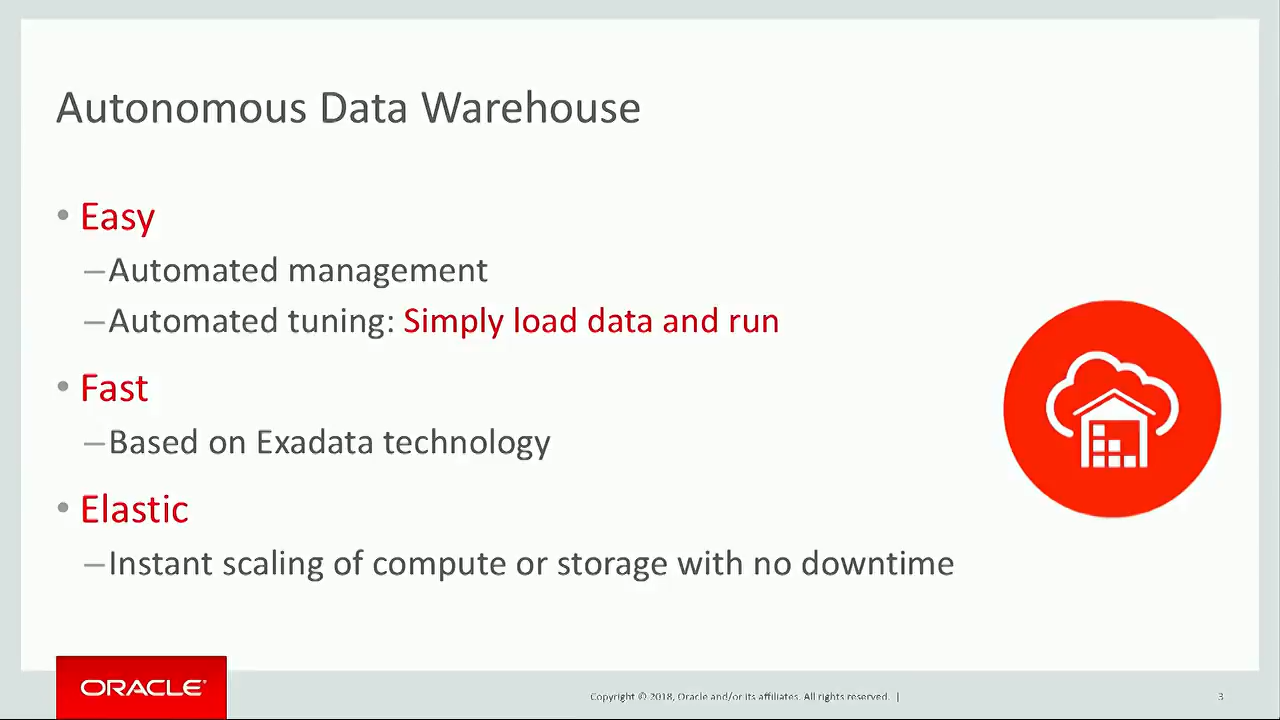 Autonomous Data Warehouse
• Easy
–Automated management
–Automated tuning: Simply load data and run
• Fast
–Based on Exadata technology
• Elastic
–Instant scaling of compute or storage with no downtime
ORACLE®
Copyright © 2018, Oracle and/or its affiliates. All rights reserved. |
3